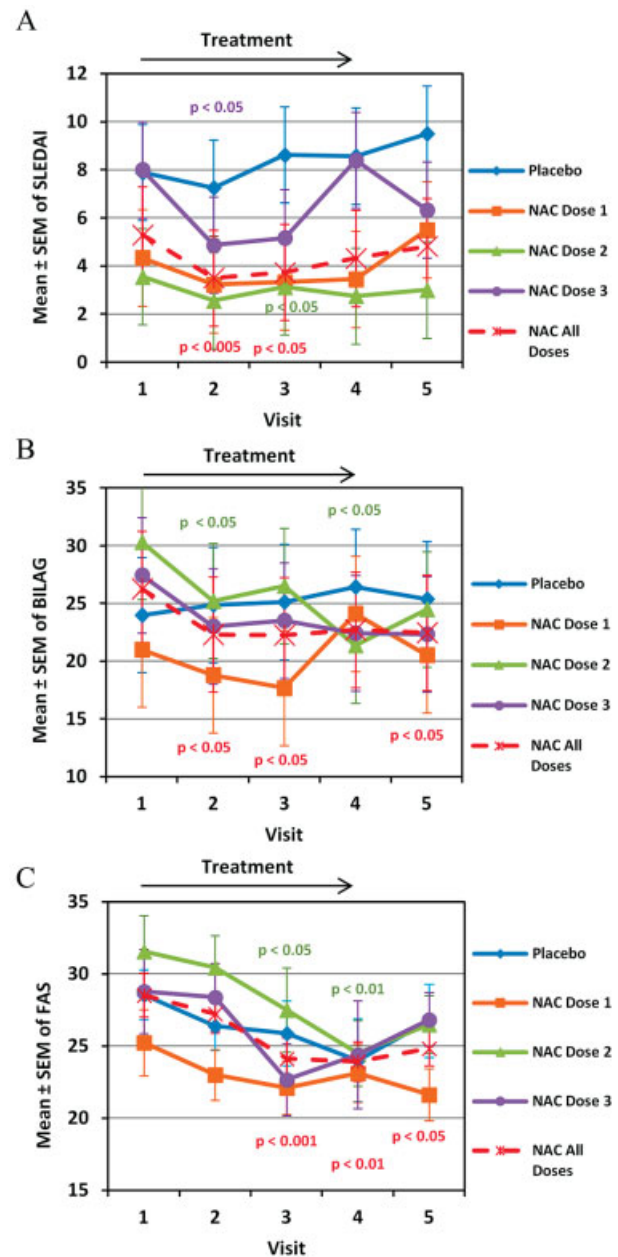 A
Treatment
12
10
8
6
4
2
0
Mean ± SEM of SLEDAI
p < 0.05
p < 0.05
p < 0.005
p < 0.05
1 2 3 4 5
Visit
Placebo
NAC Dose 1
NAC Dose 2
NAC Dose 3
NAC All
Doses
B
Treatment
35
30
25
20
15
10
Mean ± SEM of BILAG
p < 0.05
p < 0.05
p < 0.05
p < 0.05
p < 0.05
1 2 3 4 5
Visit
Placebo
NAC Dose 1
NAC Dose 2
NAC Dose 3
NAC All
Doses
C
Treatment
35
30
25
20
15
Mean ± SEM of FAS
p < 0.05
p < 0.01
p < 0.001
p < 0.01
p < 0.05
1 2 3 4 5
Visit
Placebo
NAC Dose 1
NAC Dose 2
NAC Dose 3
NAC All
Doses